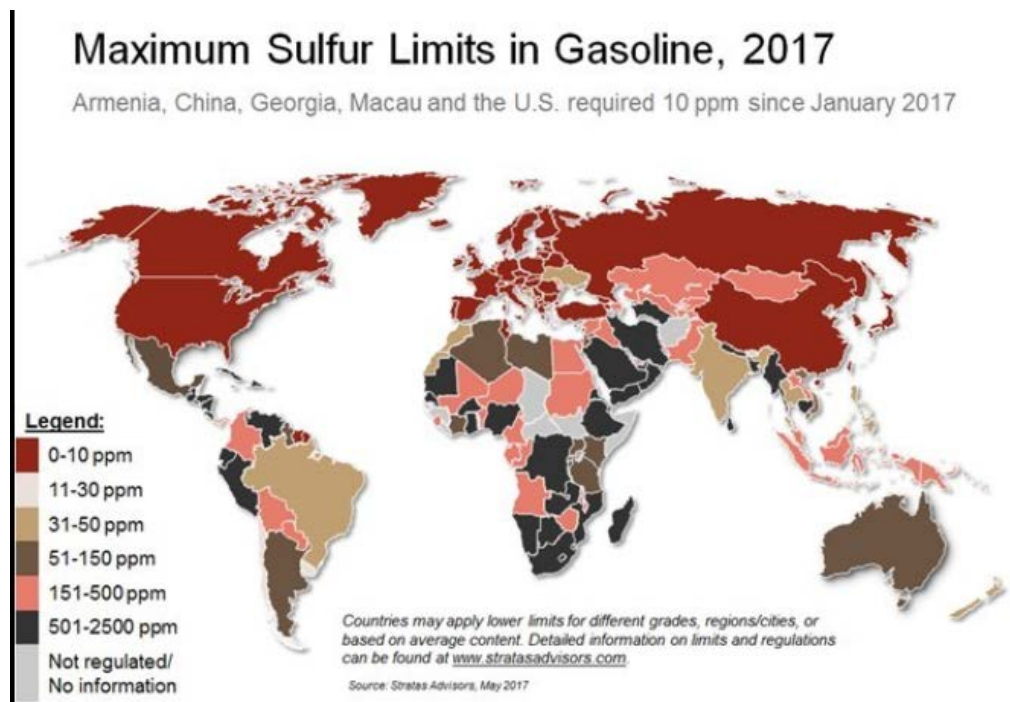 Maximum Sulfur Limits in Gasoline, 2017
Armenia, China, Georgia, Macau and the U.S. required 10 ppm since January 2017
Legend:
0-10 ppm
11-30 ppm
31-50 ppm
51-150 ppm
151-500 ppm
501-2500 ppm
Not regulated/
No information
Countries may apply lower limits for different grades, regions/cities, or
based on average content. Detailed information on limits and regulations
can be found at www.stratasadvisors.com.
Source: Stratas Advisors, May 2017